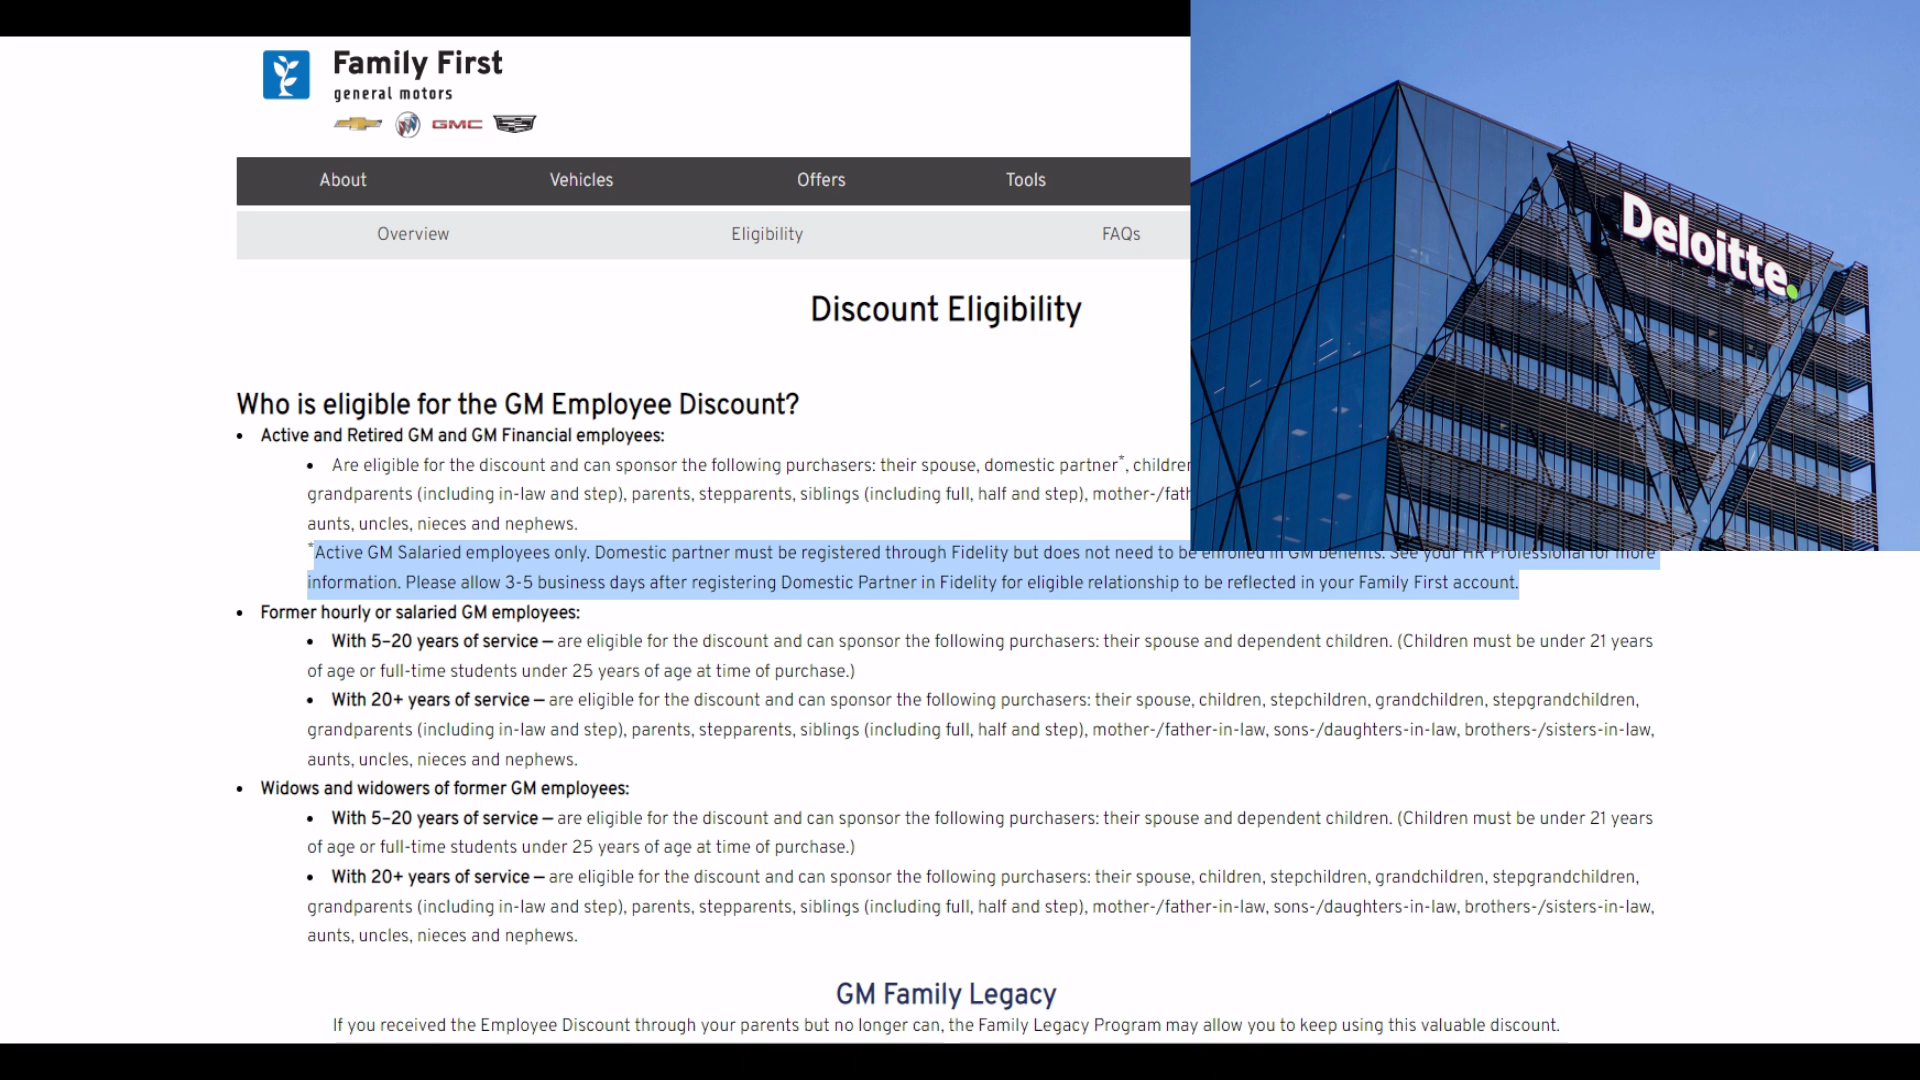 Family First
general motors
GMC
About Vehicles Offers Tools
Overview Eligibility FAQs
Deloitte.
Discount Eligibility
Who is eligible for the GM Employee Discount?
• Active and Retired GM and GM Financial employees:
• Are eligible for the discount and can sponsor the following purchasers: their spouse, domestic partner*, children
grandparents (including in-law and step), parents, stepparents, siblings (including full, half and step), mother-/fath
aunts, uncles, nieces and nephews.
*Active GM Salaried employees only. Domestic partner must be registered through Fidelity but does not need to be enrolled in GM benefits. See your HR Professional for more
information. Please allow 3-5 business days after registering Domestic Partner in Fidelity for eligible relationship to be reflected in your Family First account.
• Former hourly or salaried GM employees:
• With 5–20 years of service — are eligible for the discount and can sponsor the following purchasers: their spouse and dependent children. (Children must be under 21 years
of age or full-time students under 25 years of age at time of purchase.)
• With 20+ years of service — are eligible for the discount and can sponsor the following purchasers: their spouse, children, stepchildren, grandchildren, stepgrandchildren,
grandparents (including in-law and step), parents, stepparents, siblings (including full, half and step), mother-/father-in-law, sons-/daughters-in-law, brothers-/sisters-in-law,
aunts, uncles, nieces and nephews.
• Widows and widowers of former GM employees:
• With 5–20 years of service — are eligible for the discount and can sponsor the following purchasers: their spouse and dependent children. (Children must be under 21 years
of age or full-time students under 25 years of age at time of purchase.)
• With 20+ years of service — are eligible for the discount and can sponsor the following purchasers: their spouse, children, stepchildren, grandchildren, stepgrandchildren,
grandparents (including in-law and step), parents, stepparents, siblings (including full, half and step), mother-/father-in-law, sons-/daughters-in-law, brothers-/sisters-in-law,
aunts, uncles, nieces and nephews.
GM Family Legacy
If you received the Employee Discount through your parents but no longer can, the Family Legacy Program may allow you to keep using this valuable discount.